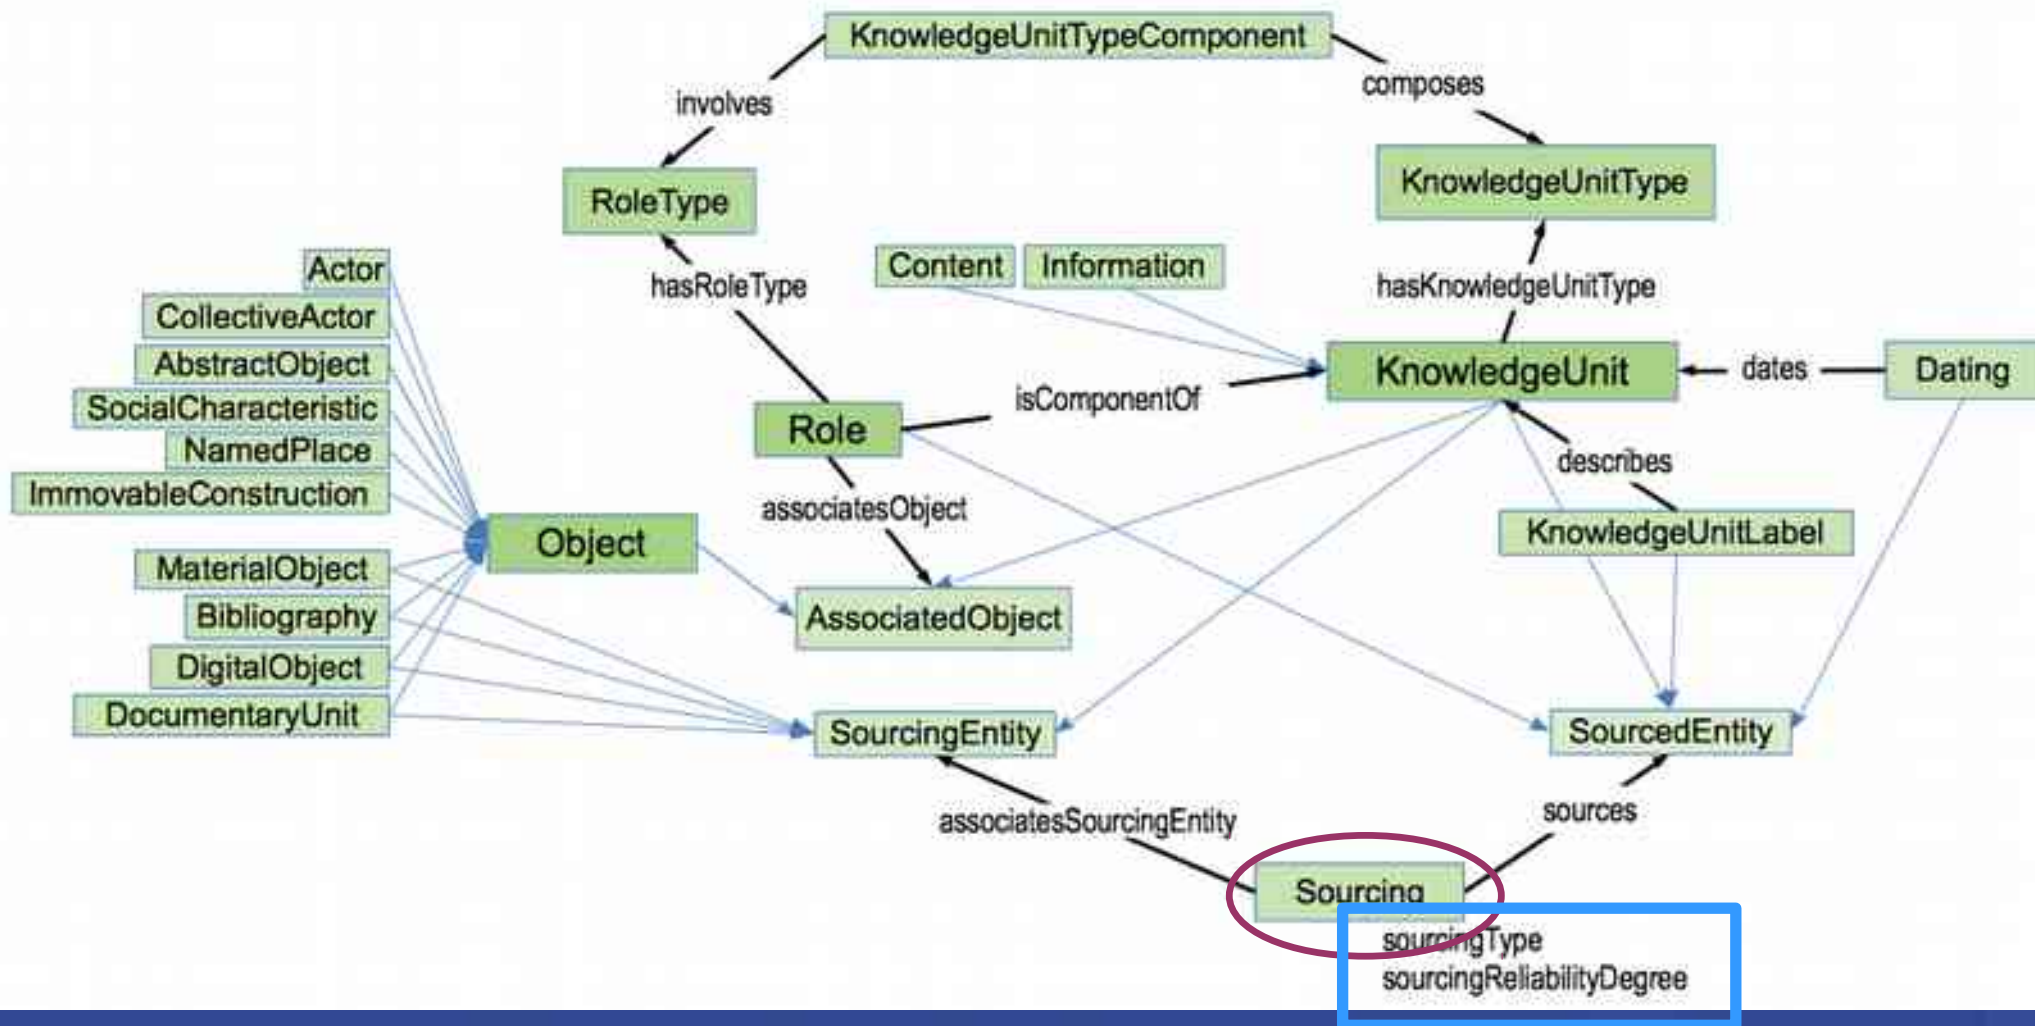 KnowledgeUnitTypeComponent
involves
composes
RoleType
KnowledgeUnitType
Actor
CollectiveActor
AbstractObject
SocialCharacteristic
NamedPlace
ImmovableConstruction
MaterialObject
Bibliography
DigitalObject
DocumentaryUnit
hasRoleType
Content
Information
hasKnowledgeUnitType
KnowledgeUnit
dates
Dating
isComponentOf
Role
describes
associatesObject
KnowledgeUnitLabel
Object
AssociatedObject
SourcingEntity
SourcedEntity
associatesSourcingEntity
sources
Sourcing
sourcingType
sourcingReliabilityDegree